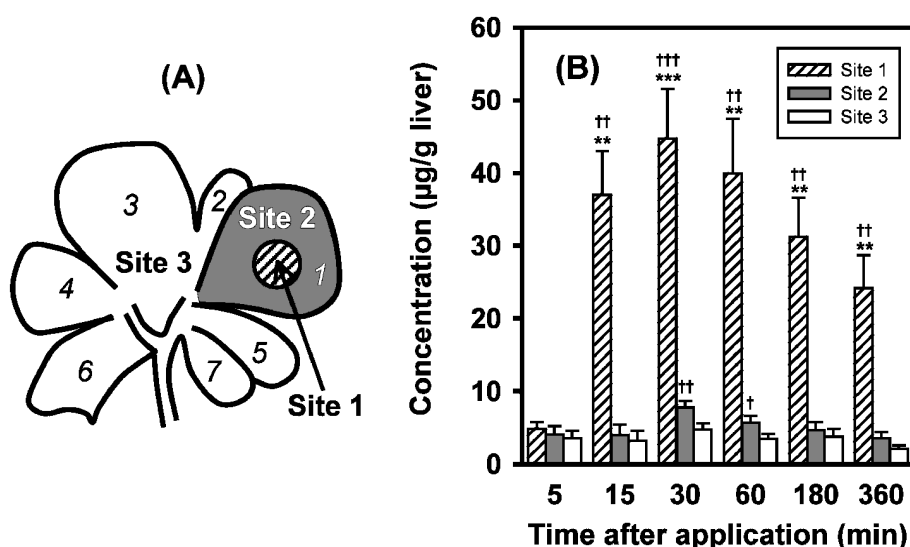 (A)
3
2
Site 2
1
Site 3
4
5
6
7
Site 1
(B)
Concentration (µg/g liver)
60
50
40
30
20
10
0
Site 1
Site 2
Site 3
††
**
†††
***
††
**
††
**
††
**
††
†
5 15 30 60 180 360
Time after application (min)